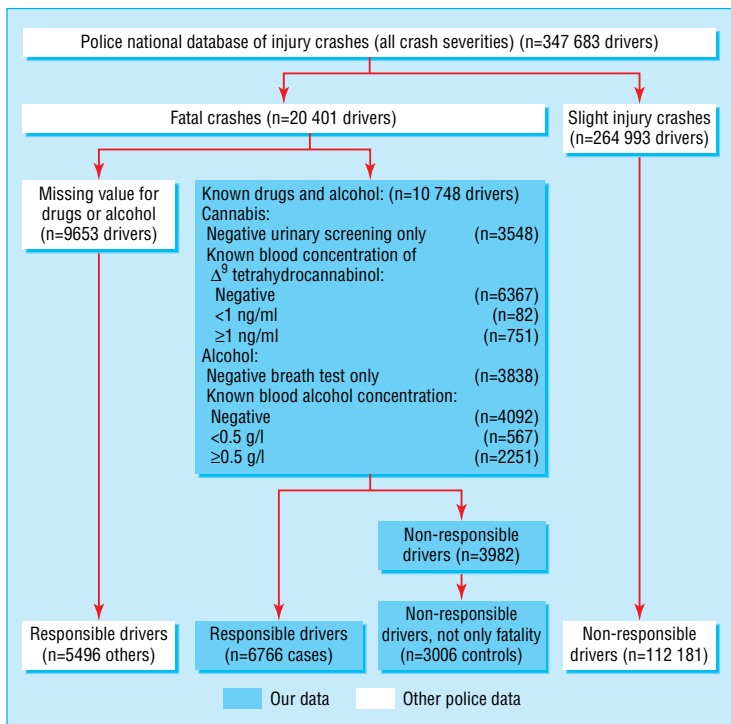 Police national database of injury crashes (all crash severities) (n=347 683 drivers)
Fatal crashes (n=20 401 drivers)
Slight injury crashes
(n=264 993 drivers)
Missing value for
drugs or alcohol
(n=9653 drivers)
Known drugs and alcohol: (n=10 748 drivers)
Cannabis:
Negative urinary screening only (n=3548)
Known blood concentration of
Δ⁹ tetrahydrocannabinol:
Negative (n=6367)
<1 ng/ml (n=82)
≥1 ng/ml (n=751)
Alcohol:
Negative breath test only (n=3838)
Known blood alcohol concentration:
Negative (n=4092)
<0.5 g/l (n=567)
≥0.5 g/l (n=2251)
Non-responsible
drivers (n=3982)
Responsible drivers
(n=5496 others)
Responsible drivers
(n=6766 cases)
Non-responsible
drivers, not only fatality
(n=3006 controls)
Non-responsible
drivers (n=112 181)
Our data
Other police data